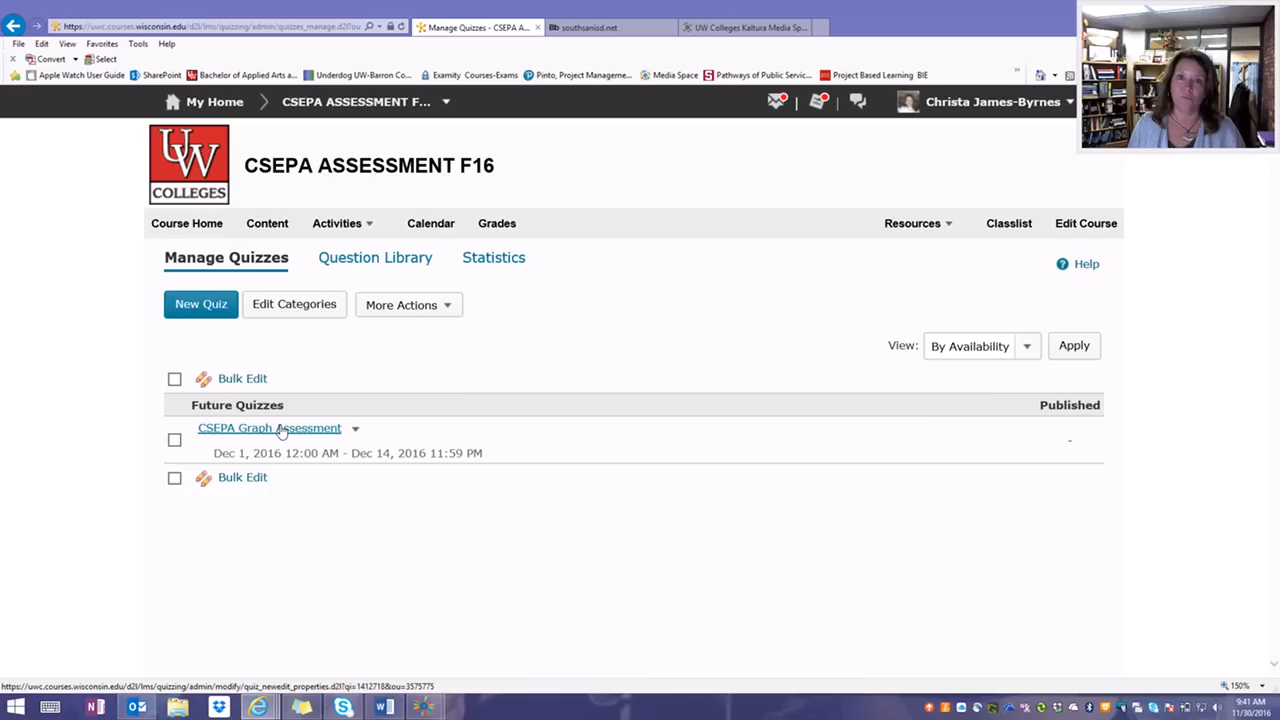 https://uwc.courses.wisconsin.edu/d2l/lms/quizzing/admin/quizzes_manage.d2l?ou
Manage Quizzes - CSEPA A...
Bb southsanisd.net
UW Colleges Kaltura Media Sp...
File Edit View Favorites Tools Help
Convert Select
Apple Watch User Guide SharePoint Bachelor of Applied Arts a... Underdog UW-Barron Co... Examity Courses-Exams Pinto, Project Manageme... Media Space Pathways of Public Servic... Project Based Learning BIE
My Home CSEPA ASSESSMENT F... Christa James-Byrnes
UW COLLEGES
CSEPA ASSESSMENT F16
Course Home Content Activities Calendar Grades Resources Classlist Edit Course
Manage Quizzes Question Library Statistics
Help
New Quiz Edit Categories More Actions
View: By Availability Apply
Bulk Edit
Future Quizzes Published
CSEPA Graph Assessment
-
Dec 1, 2016 12:00 AM - Dec 14, 2016 11:59 PM
Bulk Edit
https://uwc.courses.wisconsin.edu/d2l/lms/quizzing/admin/modify/quiz_newedit_properties.d2l?qi=1412718&ou=3575775
150%
9:41 AM
11/30/2016